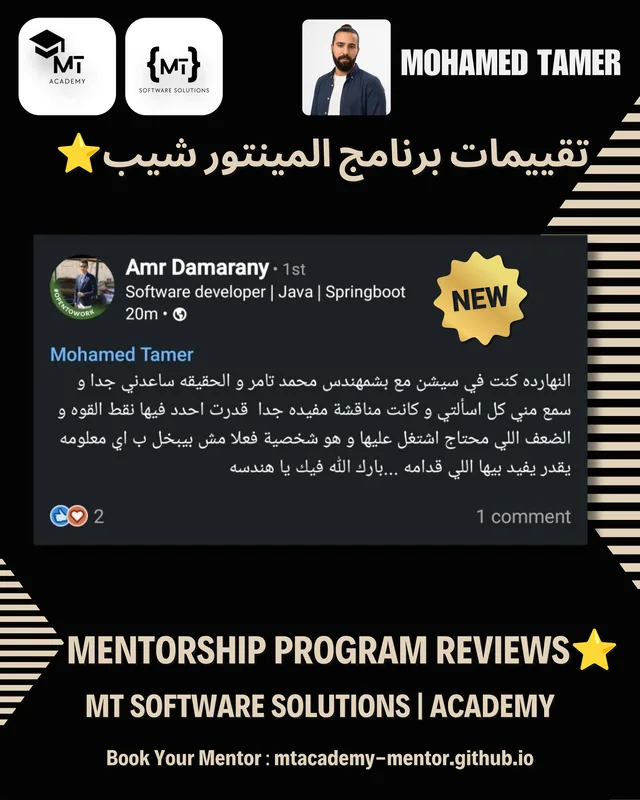 MT
ACADEMY
{MT}
SOFTWARE SOLUTIONS
MOHAMED TAMER
تقييمات برنامج المينتور شيب⭐
Amr Damarany • 1st
Software developer | Java | Springboot
20m •
#OPENTOWORK
NEW
Mohamed Tamer
النهارده كنت في سيشن مع بشمهندس محمد تامر و الحقيقه ساعدني جدا و
سمع مني كل اسألتي و كانت مناقشة مفيده جدا قدرت احدد فيها نقط القوه و
الضعف اللي محتاج اشتغل عليها و هو شخصية فعلا مش بيبخل ب اي معلومه
يقدر يفيد بيها اللي قدامه ...بارك الله فيك يا هندسه
2
1 comment
MENTORSHIP PROGRAM REVIEWS⭐
MT SOFTWARE SOLUTIONS | ACADEMY
Book Your Mentor : mtacademy-mentor.github.io